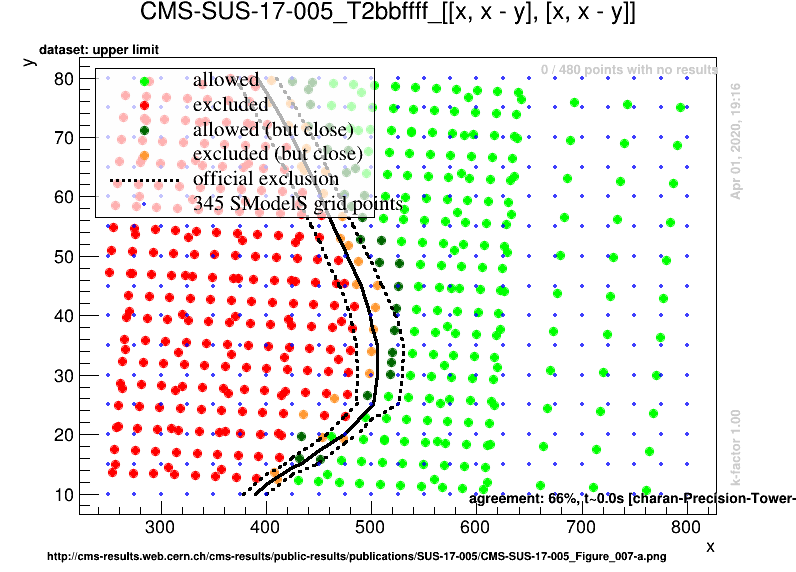 CMS-SUS-17-005_T2bbffff_[[x, x - y], [x, x - y]]
dataset: upper limit
0 / 480 points with no results
Apr 01, 2020, 19:16
y
allowed
excluded
allowed (but close)
excluded (but close)
official exclusion
345 SModelS grid points
80
70
60
50
40
30
20
10
k-factor 1.00
agreement: 66%, t~0.0s [charan-Precision-Tower-
300 400 500 600 700 800
x
http://cms-results.web.cern.ch/cms-results/public-results/publications/SUS-17-005/CMS-SUS-17-005_Figure_007-a.png